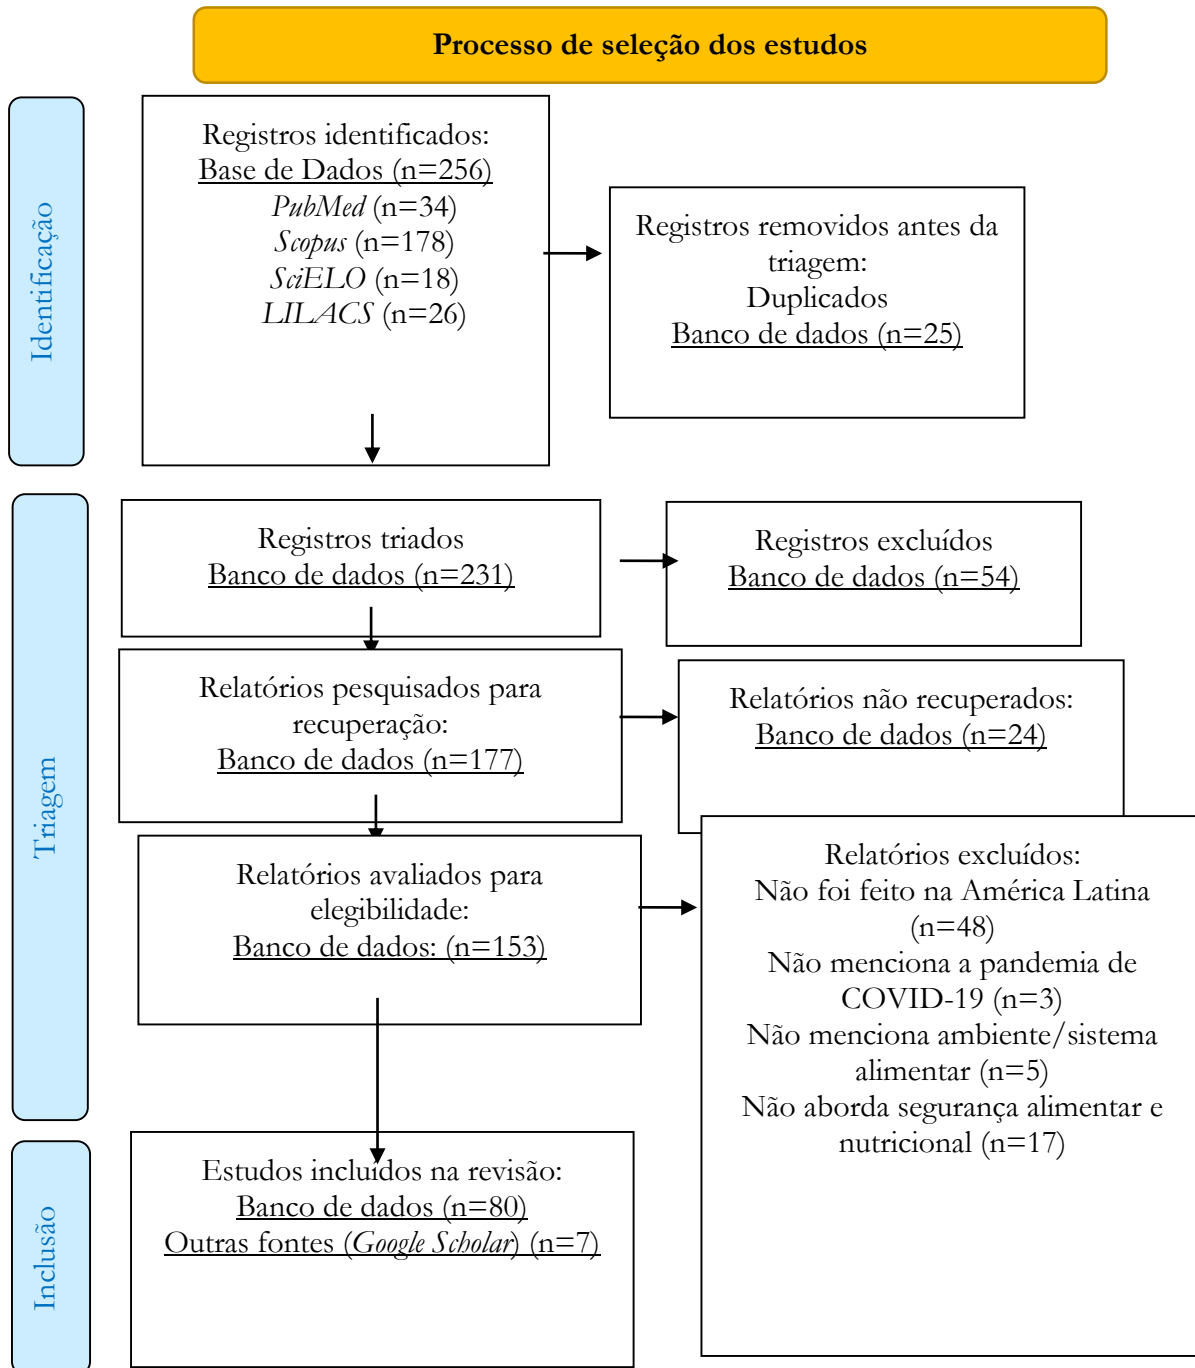 Processo de seleção dos estudos
Identificação
Registros identificados:
Base de Dados (n=256)
PubMed (n=34)
Scopus (n=178)
SciELO (n=18)
LILACS (n=26)
Registros removidos antes da
triagem:
Duplicados
Banco de dados (n=25)
Triagem
Registros triados
Banco de dados (n=231)
Registros excluídos
Banco de dados (n=54)
Relatórios pesquisados para
recuperação:
Banco de dados (n=177)
Relatórios não recuperados:
Banco de dados (n=24)
Relatórios avaliados para
elegibilidade:
Banco de dados: (n=153)
Relatórios excluídos:
Não foi feito na América Latina
(n=48)
Não menciona a pandemia de
COVID-19 (n=3)
Não menciona ambiente/sistema
alimentar (n=5)
Não aborda segurança alimentar e
nutricional (n=17)
Inclusão
Estudos incluídos na revisão:
Banco de dados (n=80)
Outras fontes (Google Scholar) (n=7)